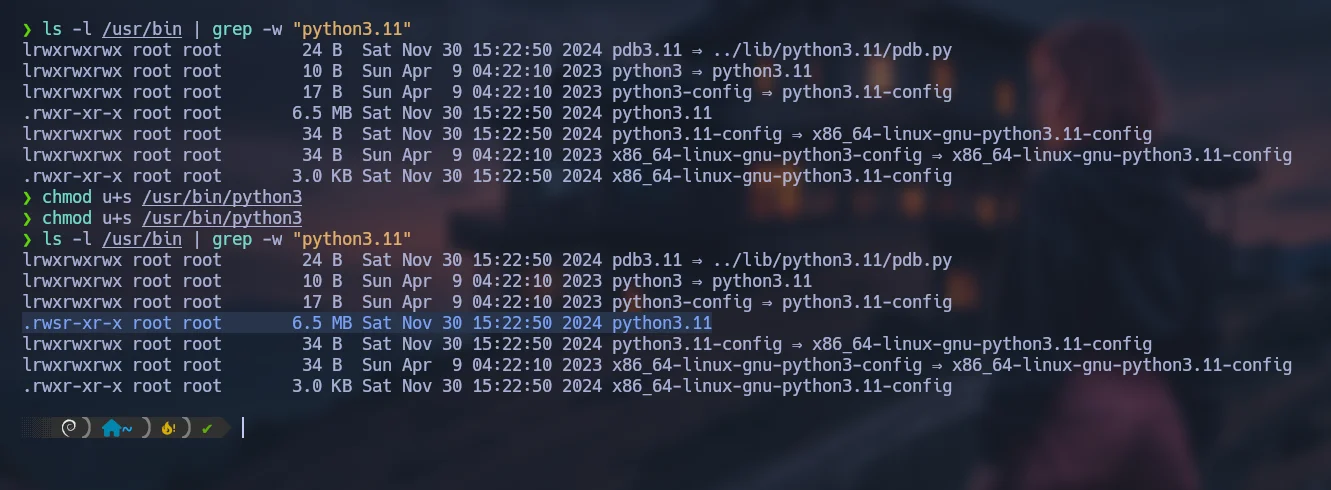 ❯ ls -l /usr/bin | grep -w "python3.11"
lrwxrwxrwx root root       24 B  Sat Nov 30 15:22:50 2024 pdb3.11 ⇒ ../lib/python3.11/pdb.py
lrwxrwxrwx root root       10 B  Sun Apr  9 04:22:10 2023 python3 ⇒ python3.11
lrwxrwxrwx root root       17 B  Sun Apr  9 04:22:10 2023 python3-config ⇒ python3.11-config
.rwxr-xr-x root root      6.5 MB Sat Nov 30 15:22:50 2024 python3.11
lrwxrwxrwx root root       34 B  Sat Nov 30 15:22:50 2024 python3.11-config ⇒ x86_64-linux-gnu-python3.11-config
lrwxrwxrwx root root       34 B  Sun Apr  9 04:22:10 2023 x86_64-linux-gnu-python3-config ⇒ x86_64-linux-gnu-python3.11-config
.rwxr-xr-x root root      3.0 KB Sat Nov 30 15:22:50 2024 x86_64-linux-gnu-python3.11-config
❯ chmod u+s /usr/bin/python3
❯ chmod u+s /usr/bin/python3
❯ ls -l /usr/bin | grep -w "python3.11"
lrwxrwxrwx root root       24 B  Sat Nov 30 15:22:50 2024 pdb3.11 ⇒ ../lib/python3.11/pdb.py
lrwxrwxrwx root root       10 B  Sun Apr  9 04:22:10 2023 python3 ⇒ python3.11
lrwxrwxrwx root root       17 B  Sun Apr  9 04:22:10 2023 python3-config ⇒ python3.11-config
.rwsr-xr-x root root      6.5 MB Sat Nov 30 15:22:50 2024 python3.11
lrwxrwxrwx root root       34 B  Sat Nov 30 15:22:50 2024 python3.11-config ⇒ x86_64-linux-gnu-python3.11-config
lrwxrwxrwx root root       34 B  Sun Apr  9 04:22:10 2023 x86_64-linux-gnu-python3-config ⇒ x86_64-linux-gnu-python3.11-config
.rwxr-xr-x root root      3.0 KB Sat Nov 30 15:22:50 2024 x86_64-linux-gnu-python3.11-config
~ ! ✔